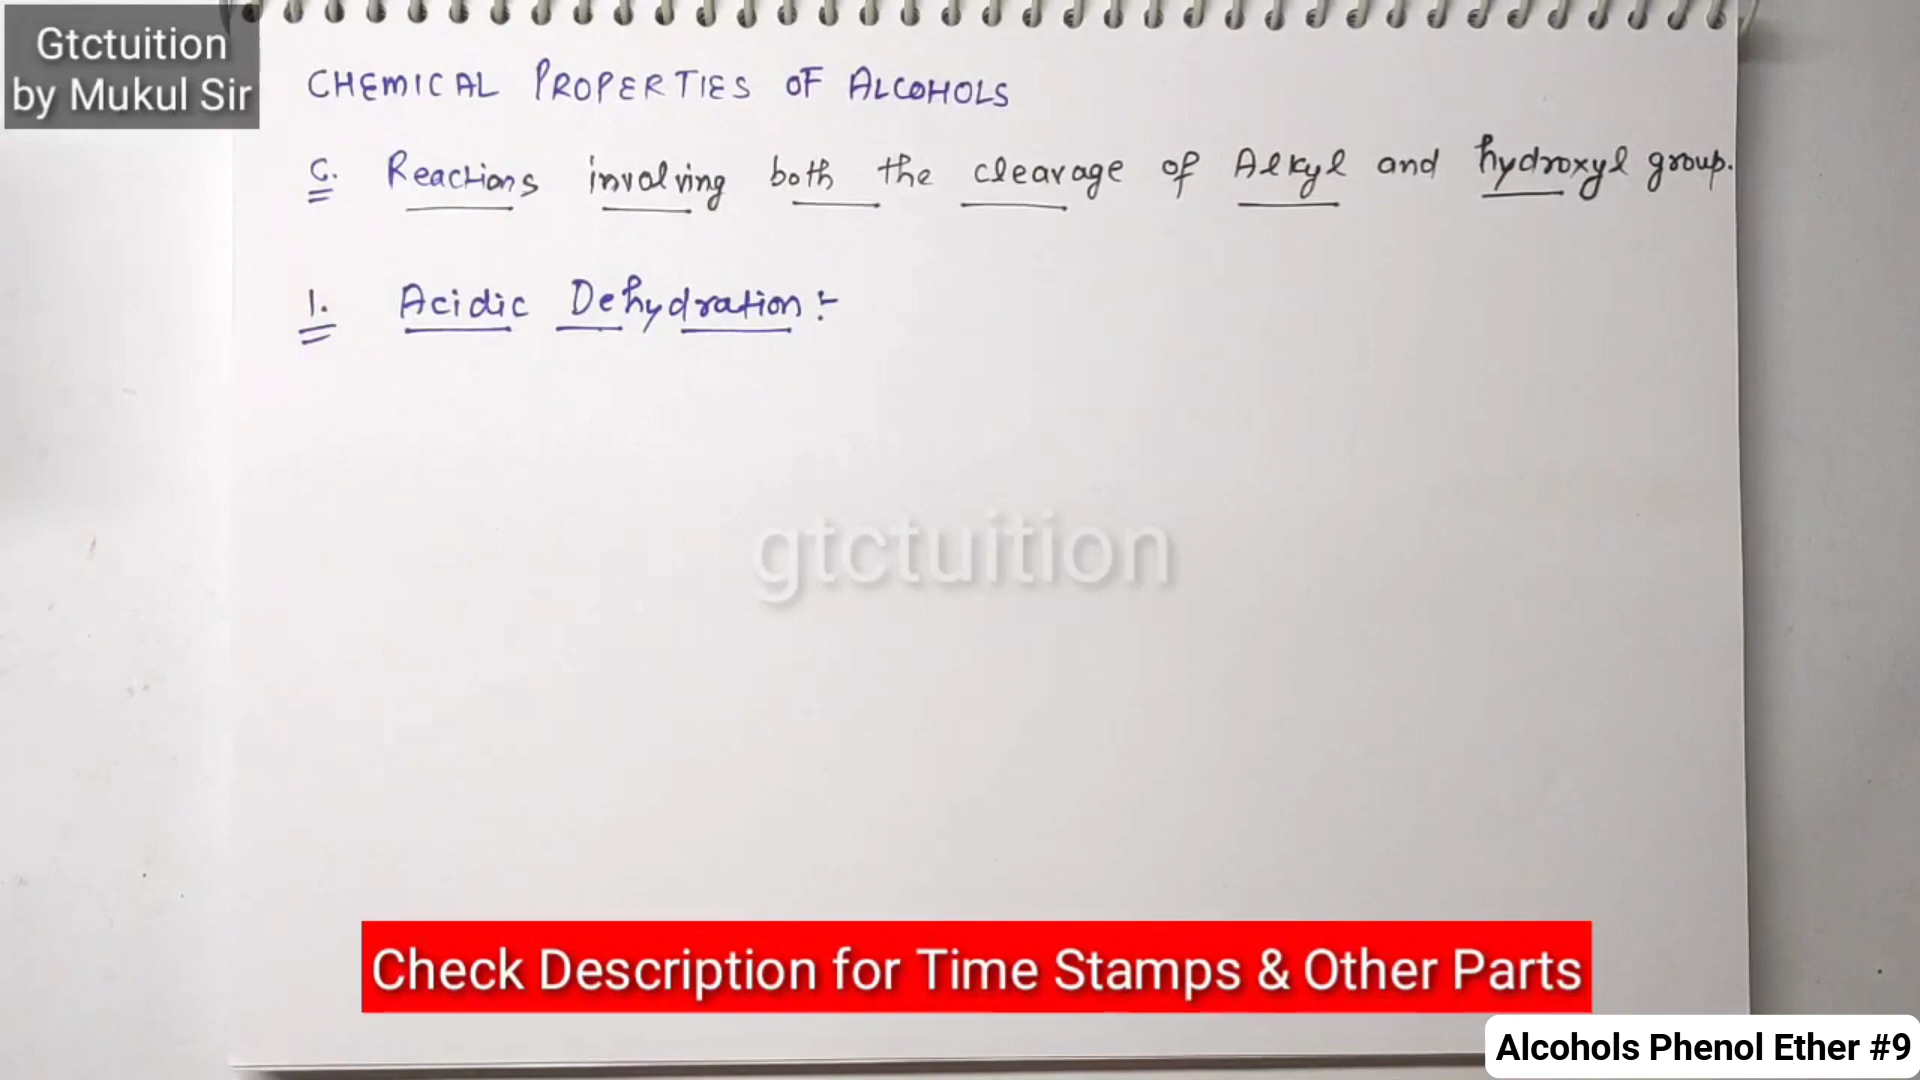 Gtctuition
by Mukul Sir
CHEMICAL PROPERTIES OF ALCOHOLS
C. Reactions involving both the cleavage of Alkyl and hydroxyl group.
1. Acidic Dehydration :-
gtctuition
Check Description for Time Stamps & Other Parts
Alcohols Phenol Ether #9